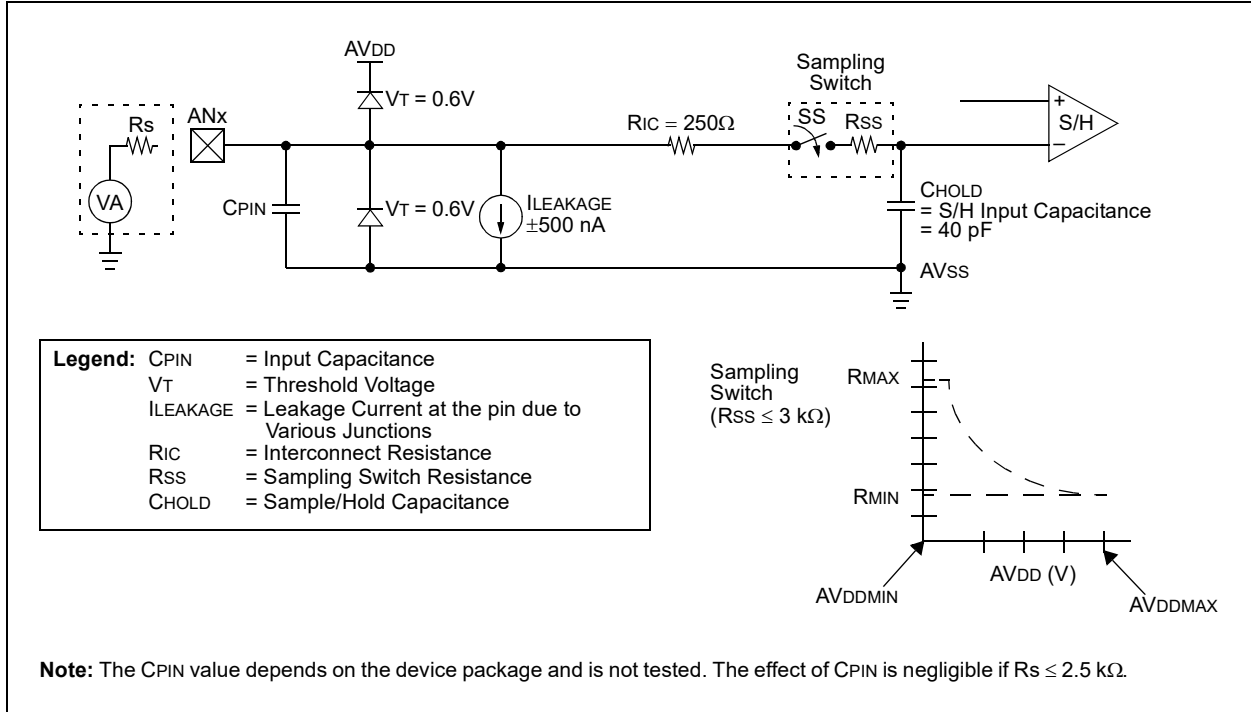 AVDD
VT = 0.6V
Sampling
Switch
Rs
ANx
RIC = 250Ω
SS
RSS
+
S/H
–
VA
CPIN
VT = 0.6V
ILEAKAGE
±500 nA
CHOLD
= S/H Input Capacitance
= 40 pF
AVSS
Legend: CPIN = Input Capacitance
VT = Threshold Voltage
ILEAKAGE = Leakage Current at the pin due to
Various Junctions
RIC = Interconnect Resistance
RSS = Sampling Switch Resistance
CHOLD = Sample/Hold Capacitance
Sampling
Switch
(RSS ≤ 3 kΩ)
RMAX
RMIN
AVDDMIN
AVDD (V)
AVDDMAX
Note: The CPIN value depends on the device package and is not tested. The effect of CPIN is negligible if Rs ≤ 2.5 kΩ.